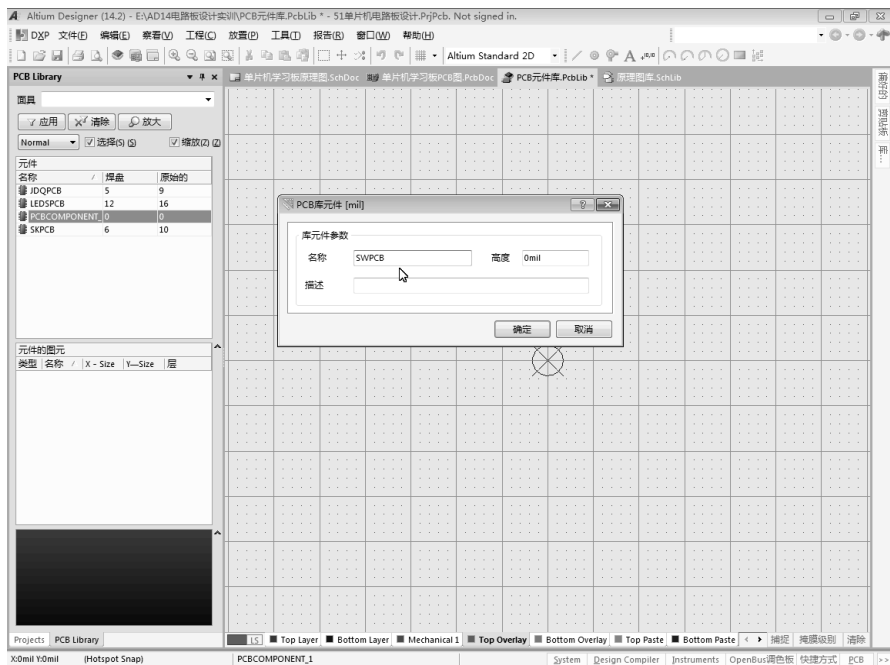 Altium Designer (14.2) - E:\AD14电路板设计实训\PCB元件库.PcbLib * - 51单片机电路板设计.PrjPcb. Not signed in.
DXP 文件(F) 编辑(E) 察看(V) 工程(C) 放置(P) 工具(T) 报告(R) 窗口(W) 帮助(H)
Altium Standard 2D
PCB Library
单片机学习板原理图.SchDoc 单片机学习板PCB图.PcbDoc PCB元件库.PcbLib * 原理图库.SchLib
面具
应用 清除 放大
Normal 选择(S) (S) 缩放(Z) (Z)
元件
名称 / 焊盘 原始的
JDQPCB 5 9
LEDSPCB 12 16
PCBCOMPONENT_ 0 0
SKPCB 6 10
PCB库元件 [mil]
库元件参数
名称 SWPCB 高度 0mil
描述
确定 取消
元件的图元
类型 名称 / X - Size Y—Size 层
偏好的
剪贴板
库...
Projects PCB Library
LS Top Layer Bottom Layer Mechanical 1 Top Overlay Bottom Overlay Top Paste Bottom Paste 捕捉 掩膜级别 清除
X:0mil Y:0mil (Hotspot Snap) PCBCOMPONENT_1 System Design Compiler Instruments OpenBus调色板 快捷方式 PCB >>